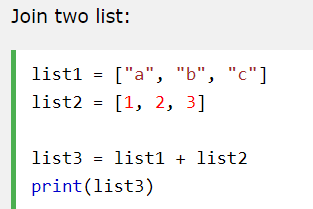 Join two list:
list1 = ["a", "b", "c"]
list2 = [1, 2, 3]
list3 = list1 + list2
print(list3)